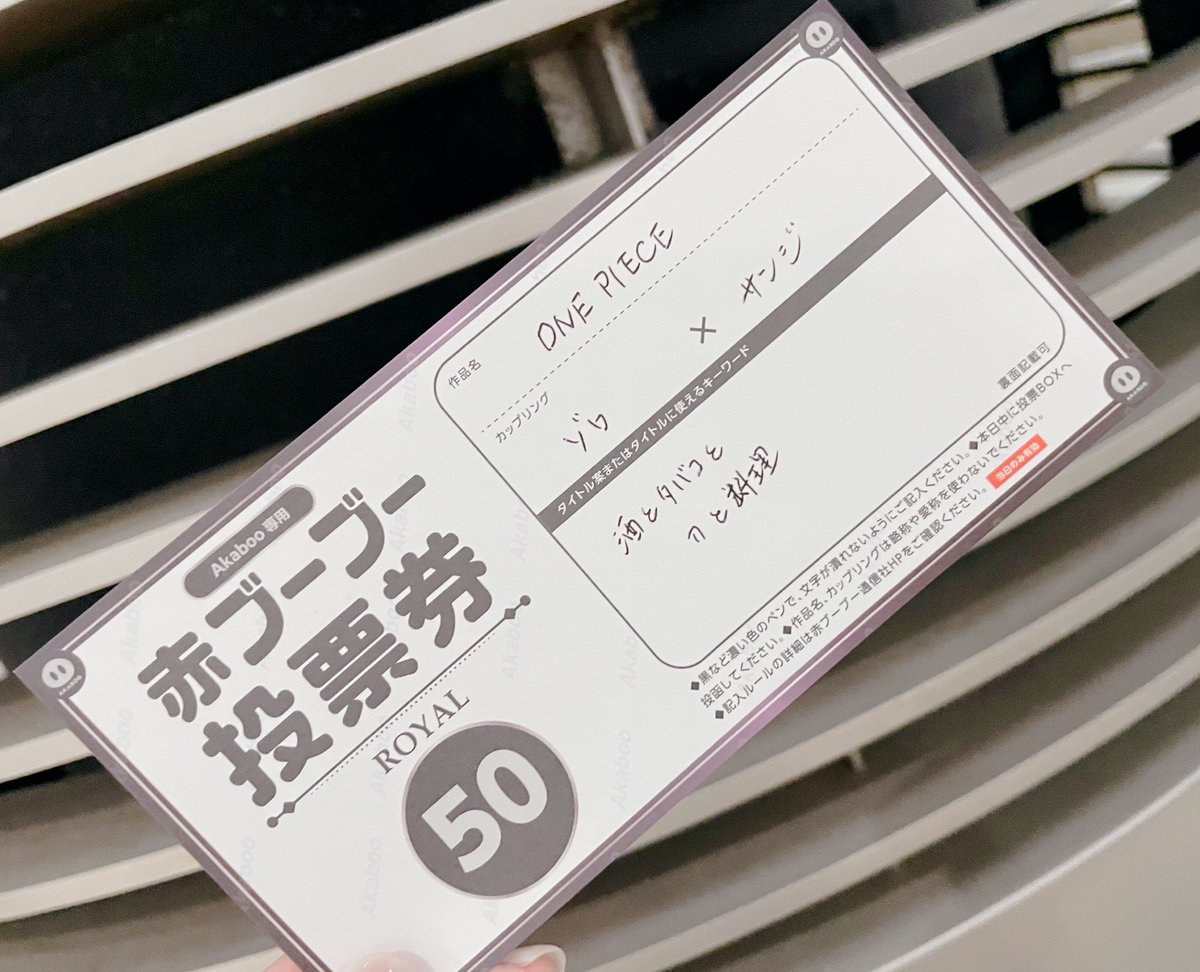 Akaboo 専用
赤ブーブー
投票券
ROYAL
50
作品名
ONE PIECE
カップリング
ゾロ × サンジ
タイトル案またはタイトルに使えるキーワード
酒とタバコと
刀と料理
裏面記載可
◆黒など濃い色のペンで、文字が潰れないようにご記入ください。◆本日中に投票BOXへ
投函してください。◆作品名、カップリングは略称や愛称を使わないでください。
◆記入ルールの詳細は赤ブーブー通信社HPをご確認ください。 当日のみ有効
AKABOO
AKABOO
AKABOO
Akaboo
Akaboo
Akaboo
Akaboo
Akaboo